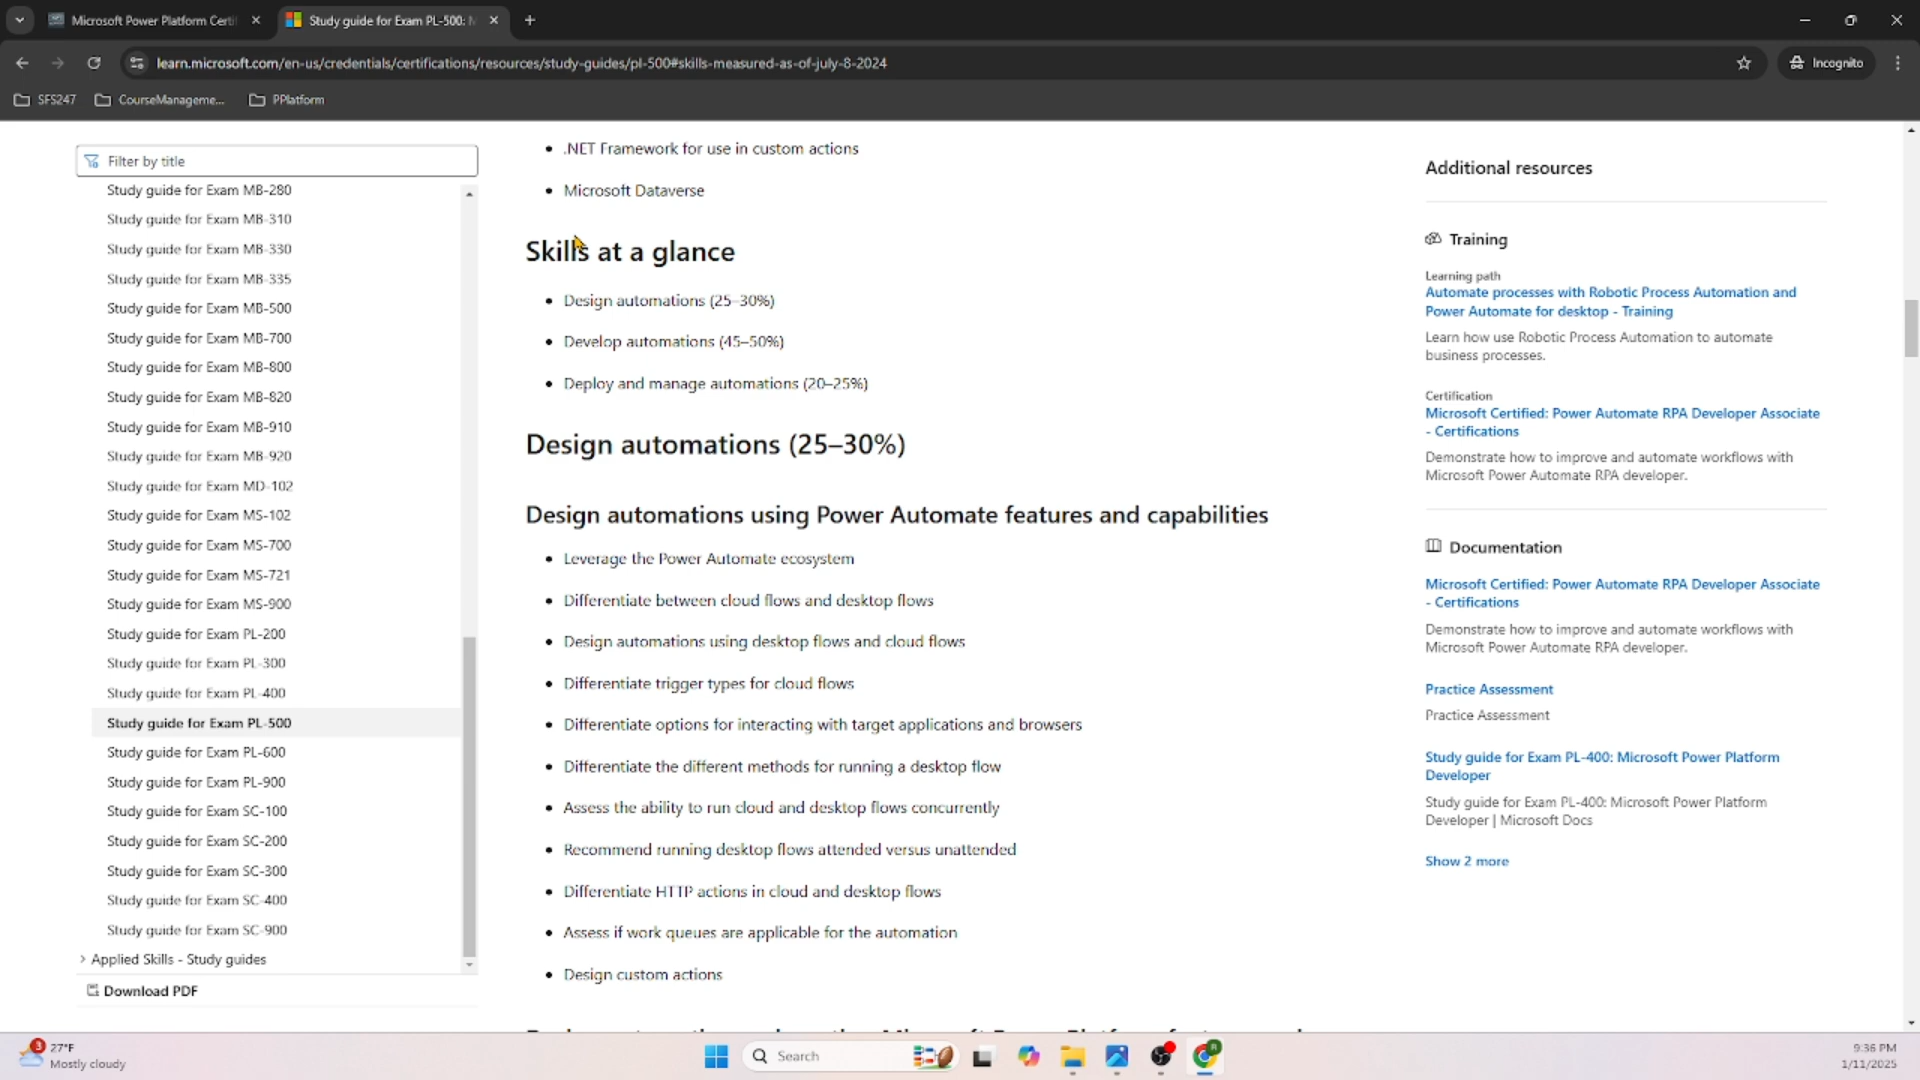 Microsoft Power Platform Certi
Study guide for Exam PL-500: M
learn.microsoft.com/en-us/credentials/certifications/resources/study-guides/pl-500#skills-measured-as-of-july-8-2024
Incognito
SFS247
CourseManageme...
PPlatform
Filter by title
Study guide for Exam MB-280
Study guide for Exam MB-310
Study guide for Exam MB-330
Study guide for Exam MB-335
Study guide for Exam MB-500
Study guide for Exam MB-700
Study guide for Exam MB-800
Study guide for Exam MB-820
Study guide for Exam MB-910
Study guide for Exam MB-920
Study guide for Exam MD-102
Study guide for Exam MS-102
Study guide for Exam MS-700
Study guide for Exam MS-721
Study guide for Exam MS-900
Study guide for Exam PL-200
Study guide for Exam PL-300
Study guide for Exam PL-400
Study guide for Exam PL-500
Study guide for Exam PL-600
Study guide for Exam PL-900
Study guide for Exam SC-100
Study guide for Exam SC-200
Study guide for Exam SC-300
Study guide for Exam SC-400
Study guide for Exam SC-900
Applied Skills - Study guides
Download PDF
.NET Framework for use in custom actions
Microsoft Dataverse
Skills at a glance
Design automations (25–30%)
Develop automations (45–50%)
Deploy and manage automations (20–25%)
Design automations (25–30%)
Design automations using Power Automate features and capabilities
Leverage the Power Automate ecosystem
Differentiate between cloud flows and desktop flows
Design automations using desktop flows and cloud flows
Differentiate trigger types for cloud flows
Differentiate options for interacting with target applications and browsers
Differentiate the different methods for running a desktop flow
Assess the ability to run cloud and desktop flows concurrently
Recommend running desktop flows attended versus unattended
Differentiate HTTP actions in cloud and desktop flows
Assess if work queues are applicable for the automation
Design custom actions
Additional resources
Training
Learning path
Automate processes with Robotic Process Automation and
Power Automate for desktop - Training
Learn how use Robotic Process Automation to automate
business processes.
Certification
Microsoft Certified: Power Automate RPA Developer Associate
- Certifications
Demonstrate how to improve and automate workflows with
Microsoft Power Automate RPA developer.
Documentation
Microsoft Certified: Power Automate RPA Developer Associate
- Certifications
Demonstrate how to improve and automate workflows with
Microsoft Power Automate RPA developer.
Practice Assessment
Practice Assessment
Study guide for Exam PL-400: Microsoft Power Platform
Developer
Study guide for Exam PL-400: Microsoft Power Platform
Developer | Microsoft Docs
Show 2 more
3
27°F
Mostly cloudy
Search
R
9:36 PM
1/11/2025